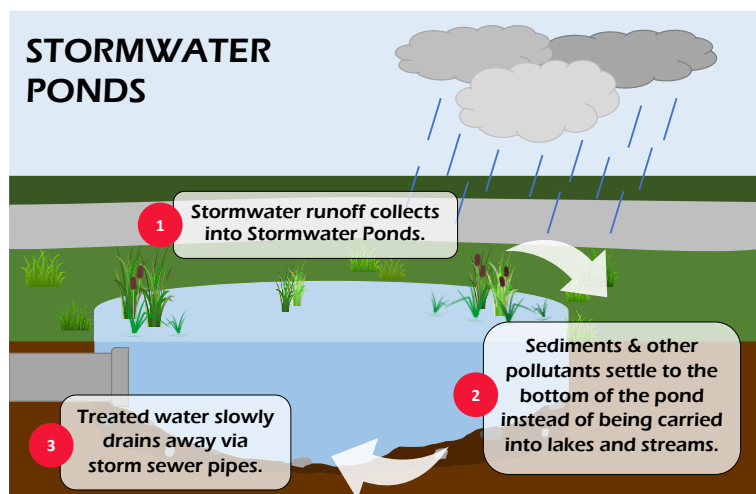 STORMWATER
PONDS
1
Stormwater runoff collects
into Stormwater Ponds.
2
Sediments & other
pollutants settle to the
bottom of the pond
instead of being carried
into lakes and streams.
3
Treated water slowly
drains away via
storm sewer pipes.